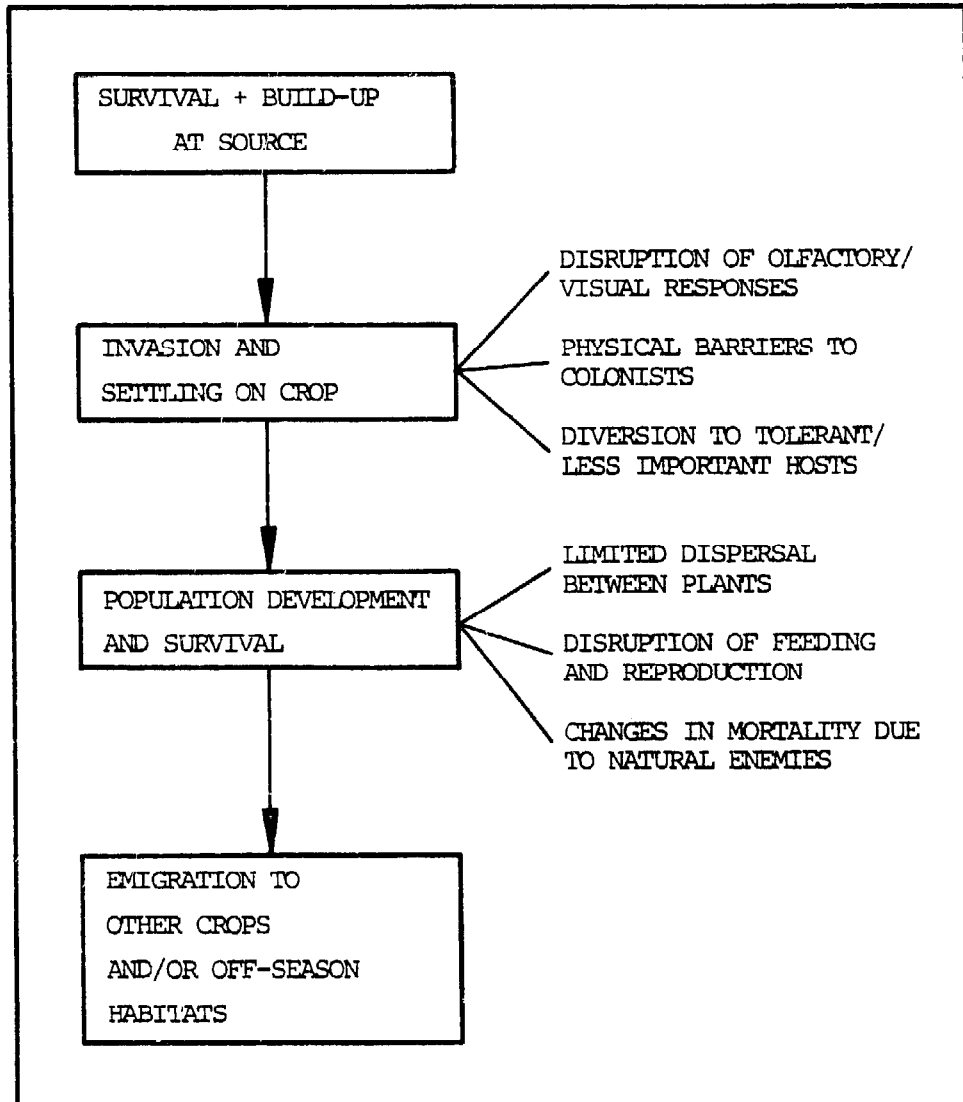 SURVIVAL + BUILD-UP
AT SOURCE
INVASION AND
SETTLING ON CROP
DISRUPTION OF OLFACTORY/
VISUAL RESPONSES
PHYSICAL BARRIERS TO
COLONISTS
DIVERSION TO TOLERANT/
LESS IMPORTANT HOSTS
POPULATION DEVELOPMENT
AND SURVIVAL
LIMITED DISPERSAL
BETWEEN PLANTS
DISRUPTION OF FEEDING
AND REPRODUCTION
CHANGES IN MORTALITY DUE
TO NATURAL ENEMIES
EMIGRATION TO
OTHER CROPS
AND/OR OFF-SEASON
HABITATS